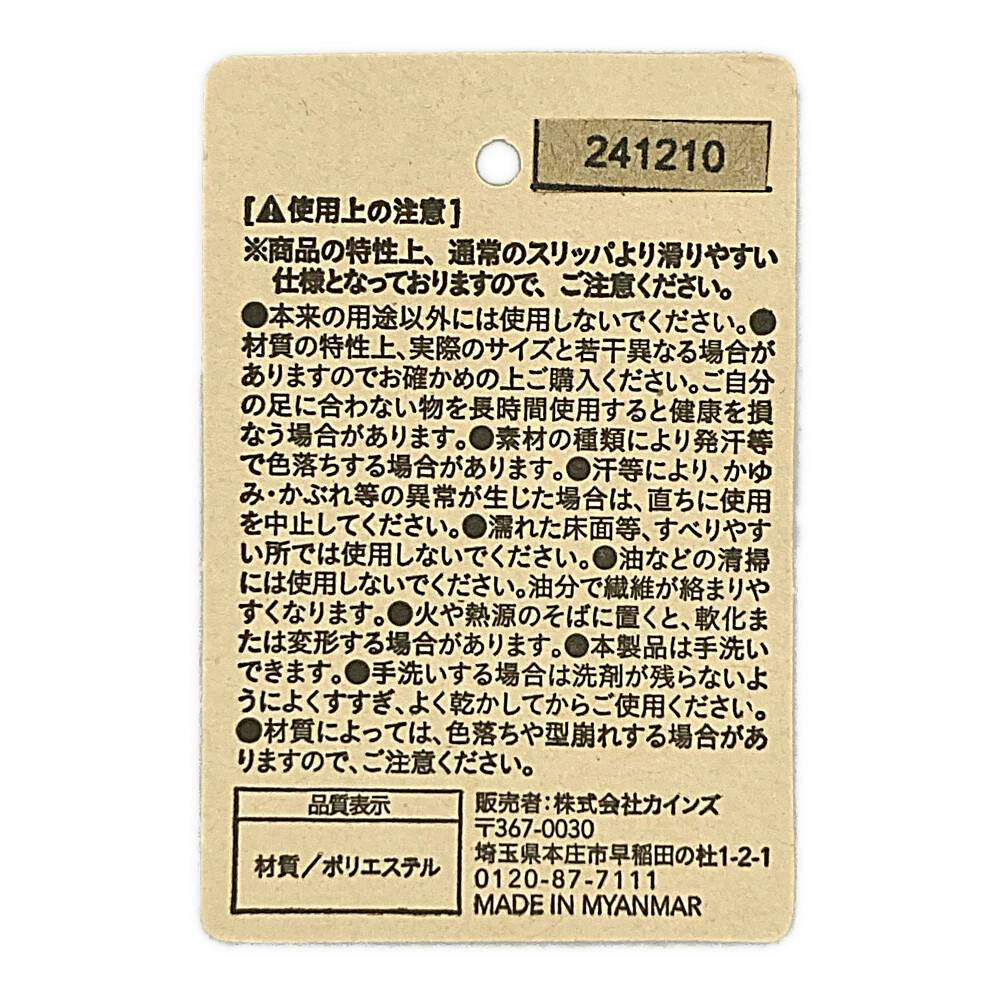 241210
[⚠使用上の注意]
※商品の特性上、通常のスリッパより滑りやすい
仕様となっておりますので、ご注意ください。
●本来の用途以外には使用しないでください。●
材質の特性上、実際のサイズと若干異なる場合が
ありますのでお確かめの上ご購入ください。ご自分
の足に合わない物を長時間使用すると健康を損
なう場合があります。●素材の種類により発汗等
で色落ちする場合があります。●汗等により、かゆ
み・かぶれ等の異常が生じた場合は、直ちに使用
を中止してください。●濡れた床面等、すべりやす
い所では使用しないでください。●油などの清掃
には使用しないでください。油分で繊維が絡まりや
すくなります。●火や熱源のそばに置くと、軟化ま
たは変形する場合があります。●本製品は手洗い
できます。●手洗いする場合は洗剤が残らないよ
うによくすすぎ、よく乾かしてからご使用ください。
●材質によっては、色落ちや型崩れする場合があ
りますので、ご注意ください。
品質表示
材質／ポリエステル
販売者：株式会社カインズ
〒367-0030
埼玉県本庄市早稲田の杜1-2-1
0120-87-7111
MADE IN MYANMAR